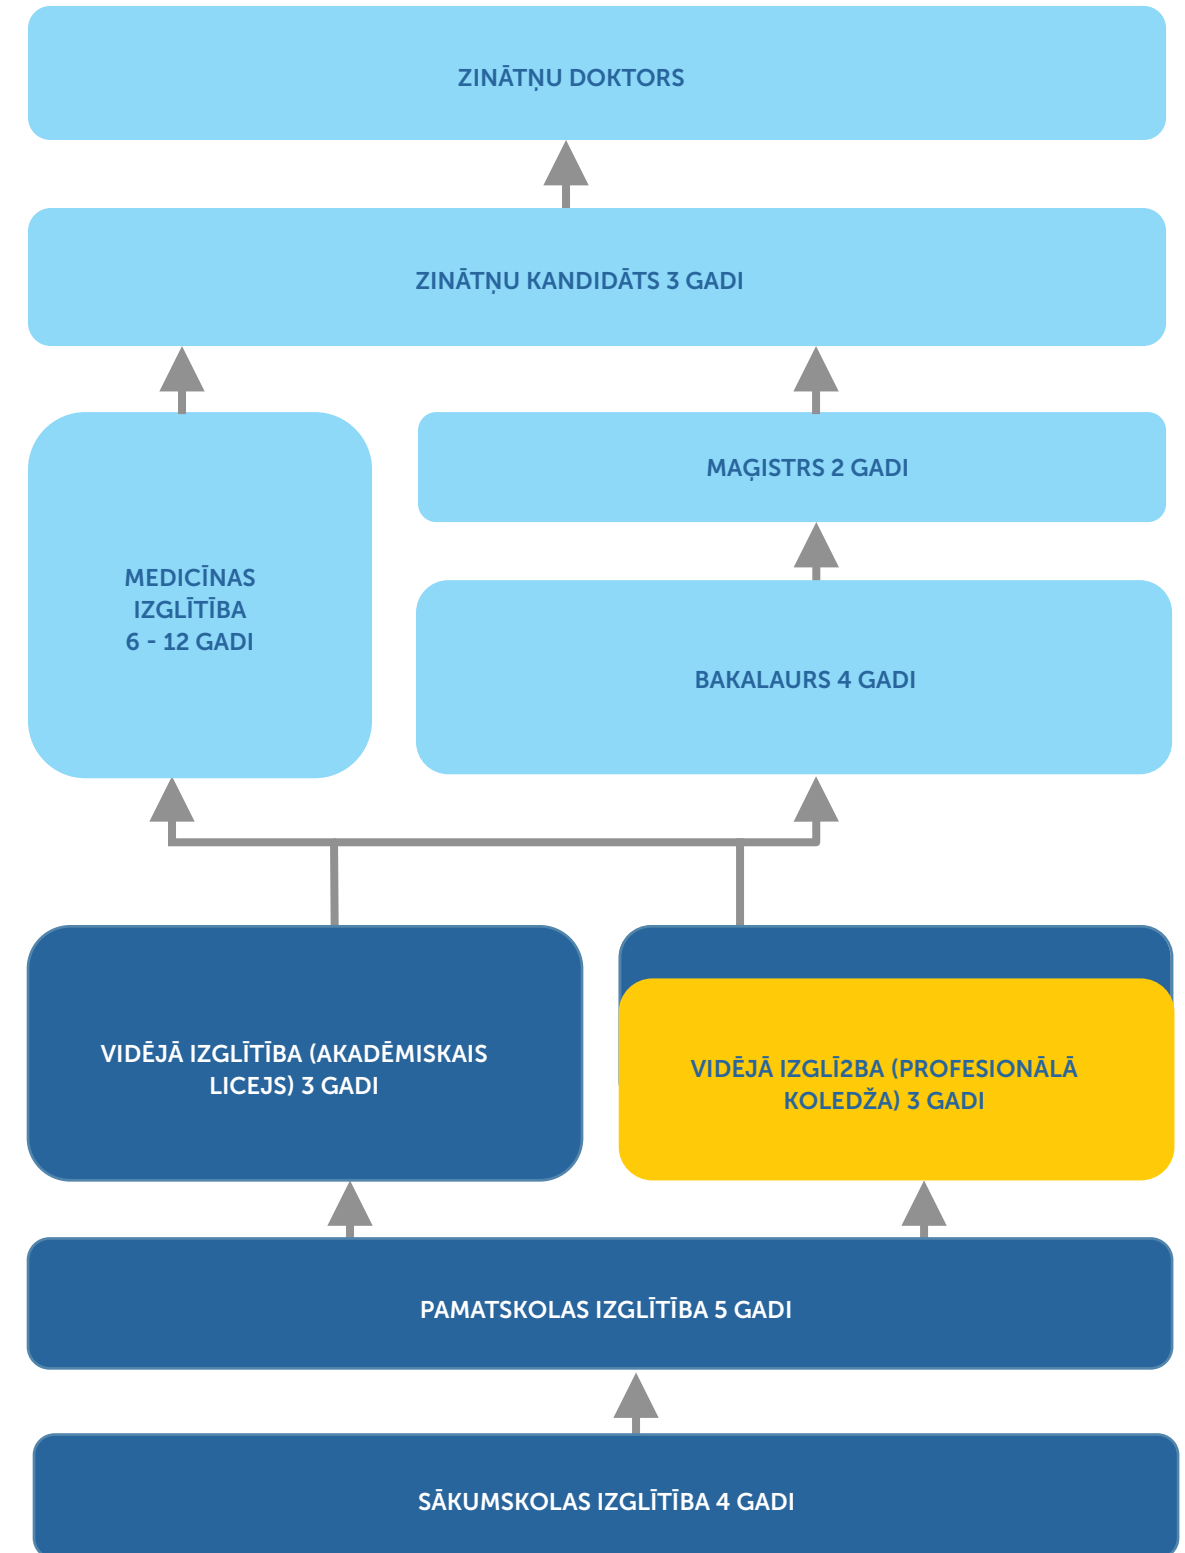 ZINĀTŅU DOKTORS
ZINĀTŅU KANDIDĀTS 3 GADI
MAĢISTRS 2 GADI
MEDICĪNAS
IZGLĪTĪBA
6 - 12 GADI
BAKALAURS 4 GADI
VIDĒJĀ IZGLĪTĪBA (AKADĒMISKAIS
LICEJS) 3 GADI
VIDĒJĀ IZGLĪ2BA (PROFESIONĀLĀ
KOLEDŽA) 3 GADI
PAMATSKOLAS IZGLĪTĪBA 5 GADI
SĀKUMSKOLAS IZGLĪTĪBA 4 GADI